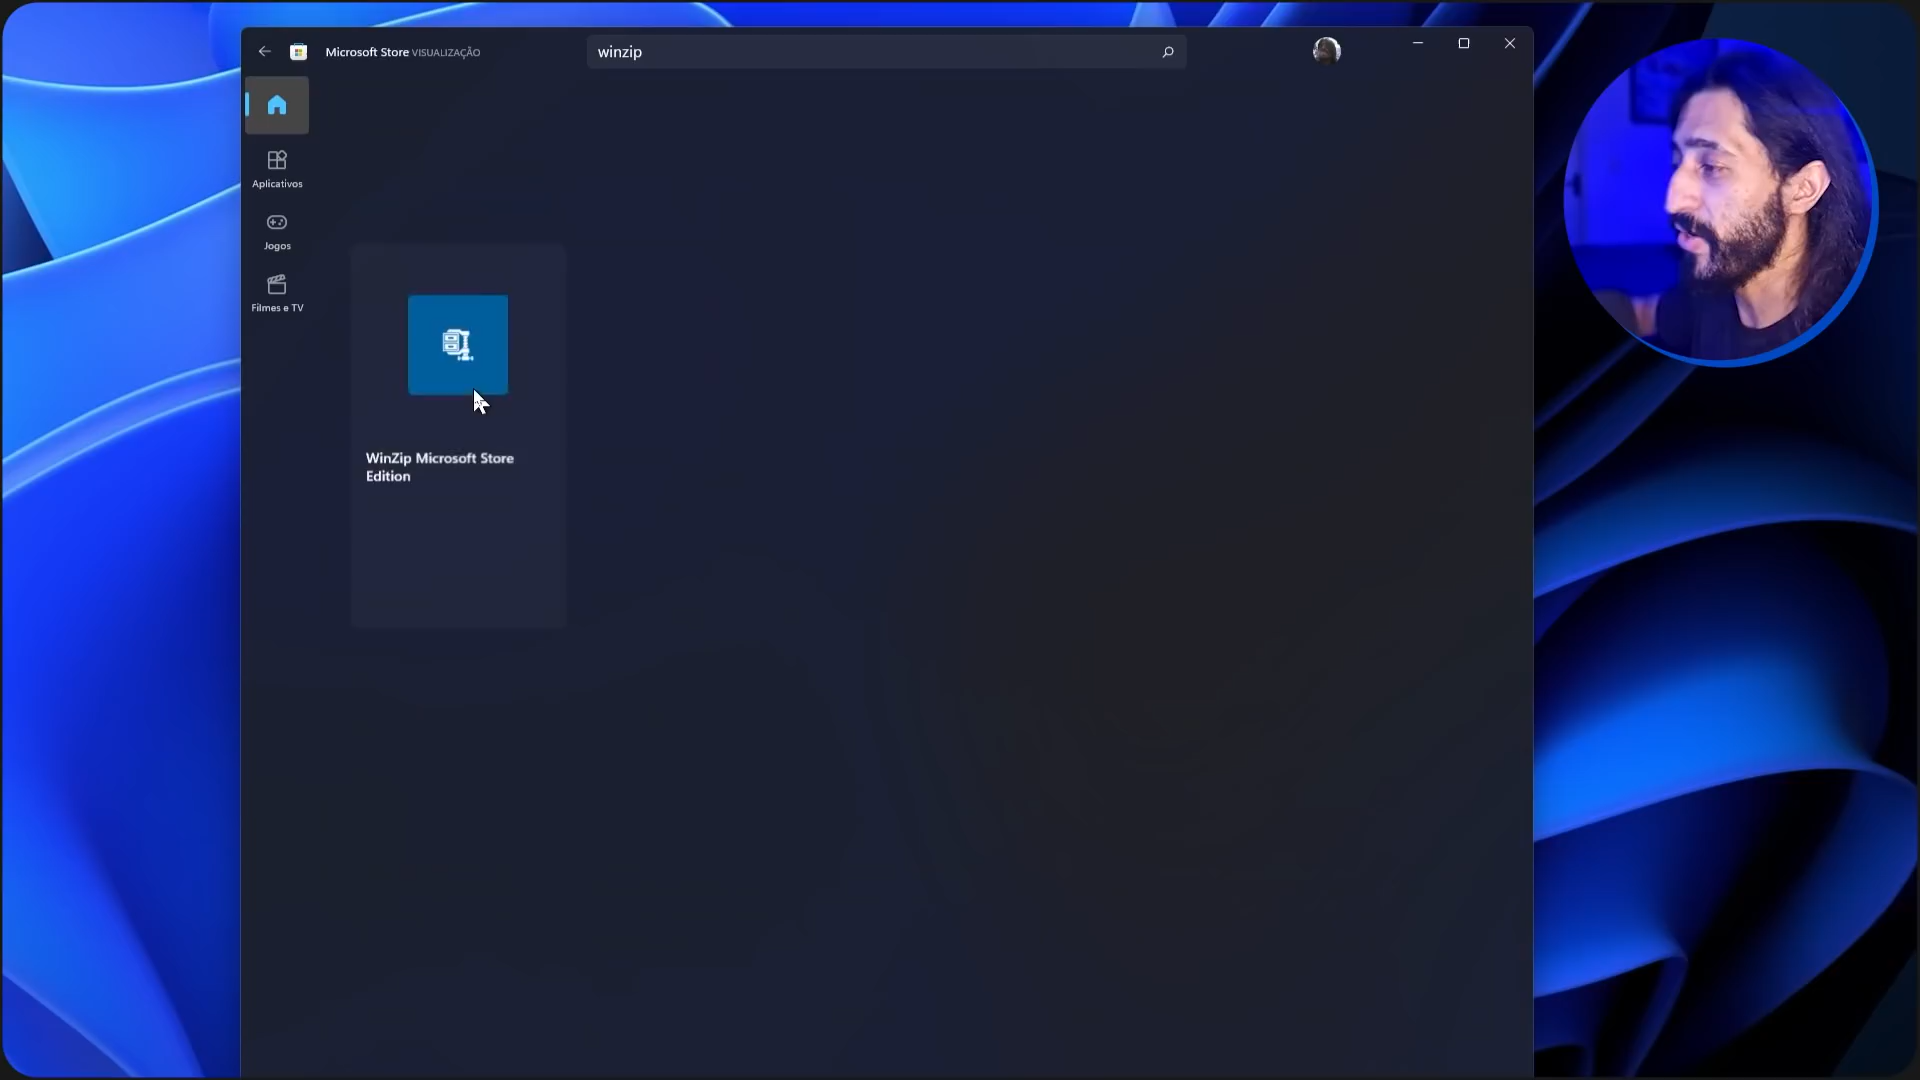 Microsoft Store VISUALIZAÇÃO
winzip
Aplicativos
Jogos
Filmes e TV
WinZip Microsoft Store
Edition